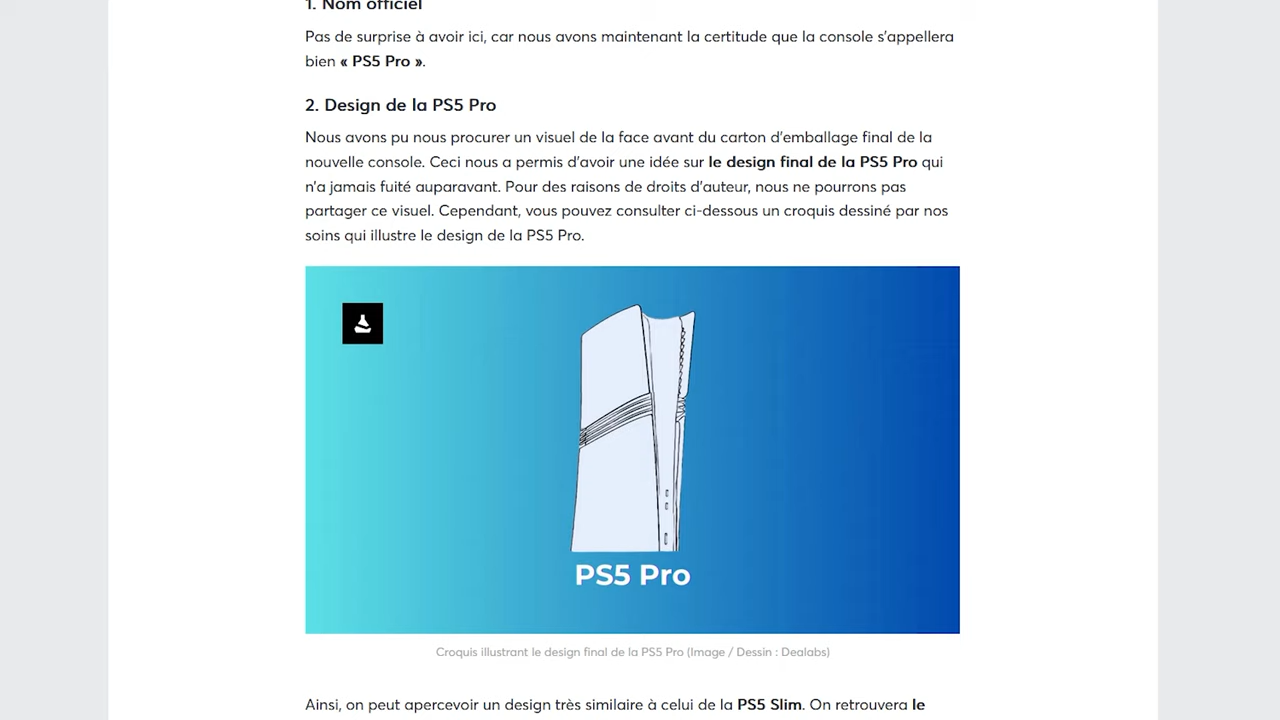 1. Nom officiel
Pas de surprise à avoir ici, car nous avons maintenant la certitude que la console s'appellera
bien « PS5 Pro ».
2. Design de la PS5 Pro
Nous avons pu nous procurer un visuel de la face avant du carton d'emballage final de la
nouvelle console. Ceci nous a permis d'avoir une idée sur le design final de la PS5 Pro qui
n'a jamais fuité auparavant. Pour des raisons de droits d'auteur, nous ne pourrons pas
partager ce visuel. Cependant, vous pouvez consulter ci-dessous un croquis dessiné par nos
soins qui illustre le design de la PS5 Pro.
PS5 Pro
Croquis illustrant le design final de la PS5 Pro (Image / Dessin : Dealabs)
Ainsi, on peut apercevoir un design très similaire à celui de la PS5 Slim. On retrouvera le